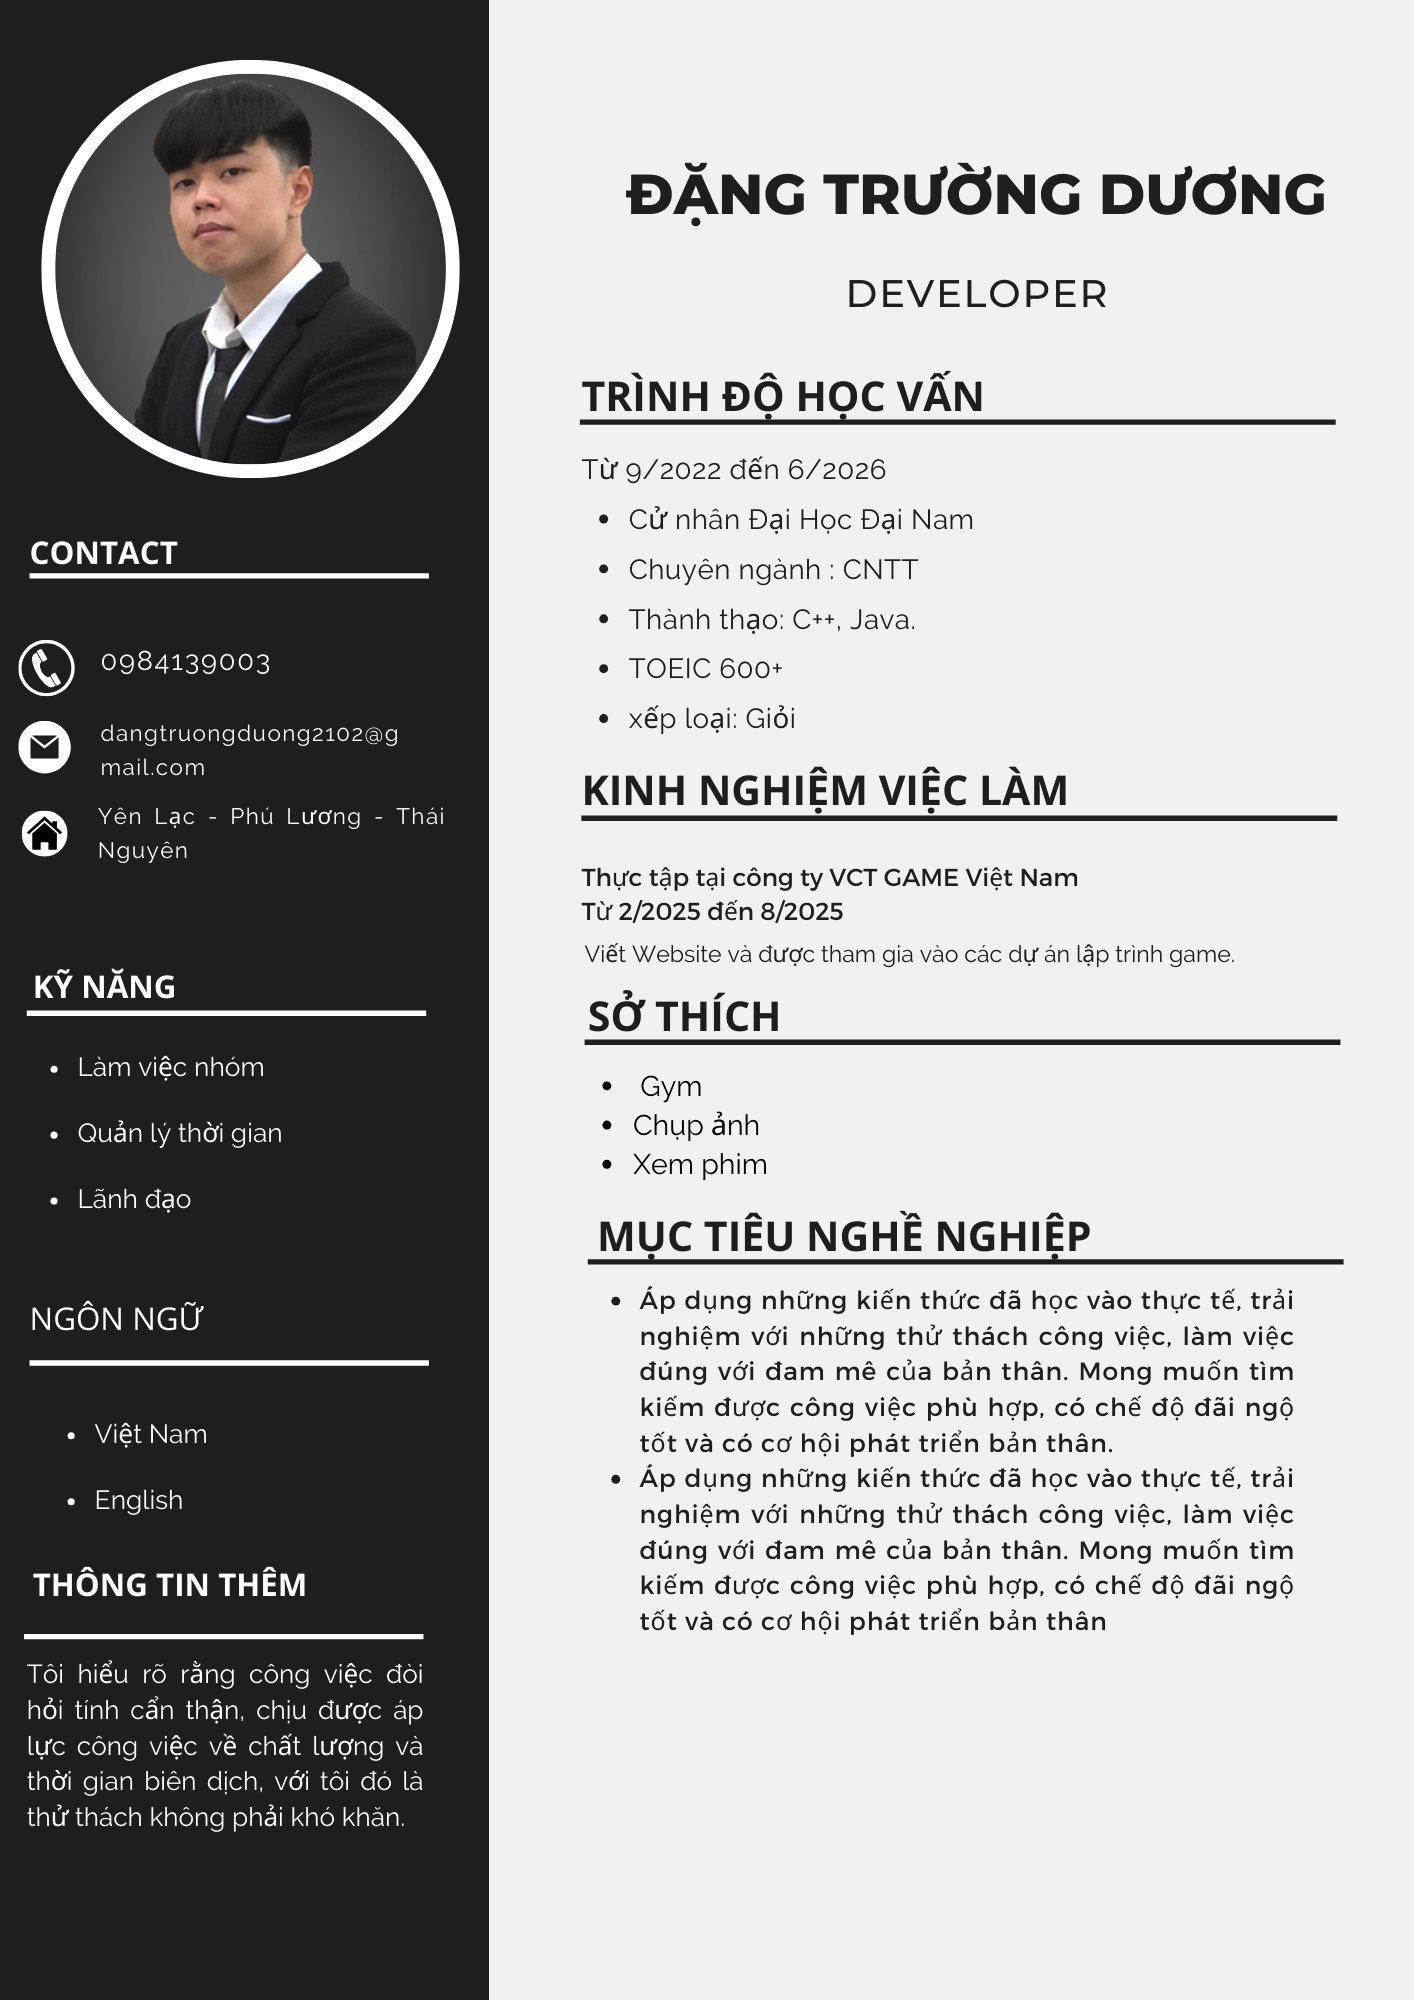 CONTACT
0984139003
dangtruongduong2102@g
mail.com
Yên Lạc - Phú Lương - Thái
Nguyên
KỸ NĂNG
Làm việc nhóm
Quản lý thời gian
Lãnh đạo
NGÔN NGỮ
Việt Nam
English
THÔNG TIN THÊM
Tôi hiểu rõ rằng công việc đòi
hỏi tính cẩn thận, chịu được áp
lực công việc về chất lượng và
thời gian biên dịch, với tôi đó là
thử thách không phải khó khăn.
ĐẶNG TRƯỜNG DƯƠNG
DEVELOPER
TRÌNH ĐỘ HỌC VẤN
Từ 9/2022 đến 6/2026
Cử nhân Đại Học Đại Nam
Chuyên ngành : CNTT
Thành thạo: C++, Java.
TOEIC 600+
xếp loại: Giỏi
KINH NGHIỆM VIỆC LÀM
Thực tập tại công ty VCT GAME Việt Nam
Từ 2/2025 đến 8/2025
Viết Website và được tham gia vào các dự án lập trình game.
SỞ THÍCH
Gym
Chụp ảnh
Xem phim
MỤC TIÊU NGHỀ NGHIỆP
Áp dụng những kiến thức đã học vào thực tế, trải
nghiệm với những thử thách công việc, làm việc
đúng với đam mê của bản thân. Mong muốn tìm
kiếm được công việc phù hợp, có chế độ đãi ngộ
tốt và có cơ hội phát triển bản thân.
Áp dụng những kiến thức đã học vào thực tế, trải
nghiệm với những thử thách công việc, làm việc
đúng với đam mê của bản thân. Mong muốn tìm
kiếm được công việc phù hợp, có chế độ đãi ngộ
tốt và có cơ hội phát triển bản thân